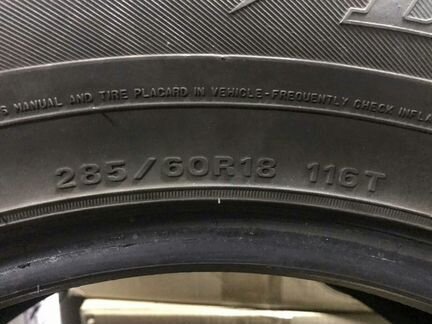 MANUAL AND TIRE PLACARD IN VEHICLE-FREQUENTLY CHECK
285/60R18 116T